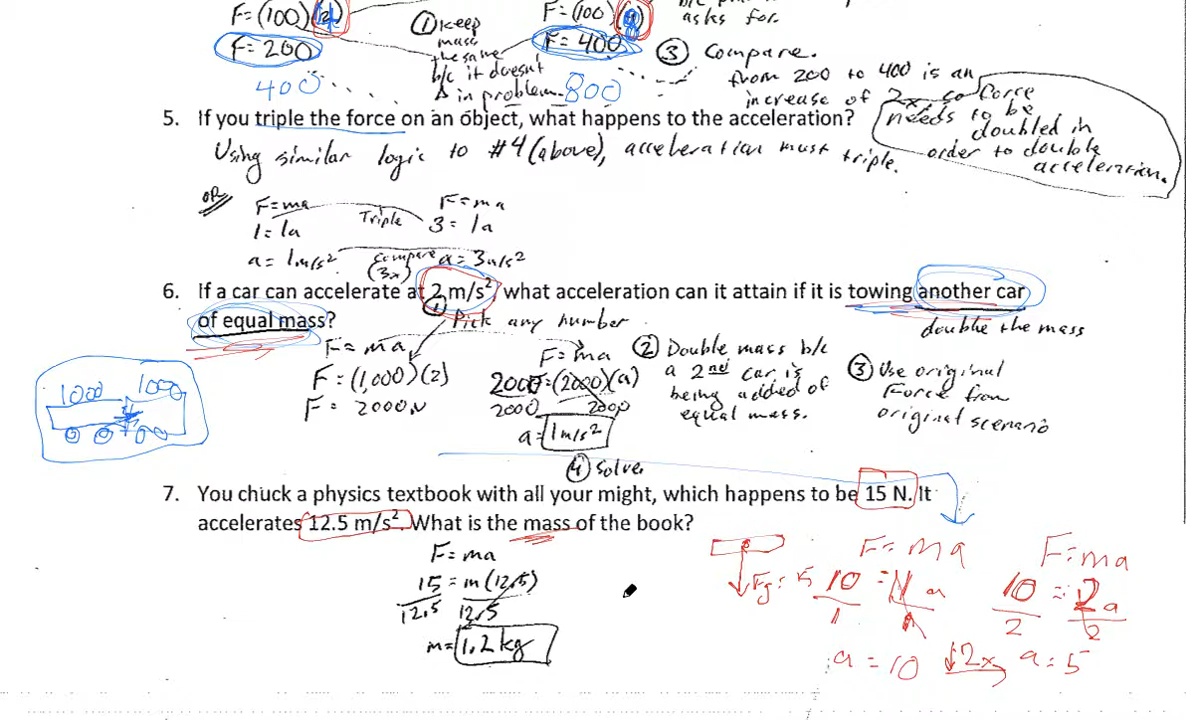 F=(100)(2)
F=200
400
① Keep
mass
the same
b/c it doesn't
Δ in problem.
F=(100)
F=400
800
asks for
③ Compare.
from 200 to 400 is an
increase of 2x so force
needs to be
doubled in
order to double
acceleration.
5. If you triple the force on an object, what happens to the acceleration?
Using similar logic to #4 (above), acceleration must triple.
OR
F=ma
1=1a
a=1m/s²
Triple
compare
(3x)
F=ma
3=1a
a=3m/s²
6. If a car can accelerate at 2 m/s², what acceleration can it attain if it is towing another car
of equal mass?
double the mass
① Pick any number
F=ma
F=(1,000)(2)
F=2000N
F=ma
2000=(2000)(a)
2000 2000
a=1m/s²
② Double mass b/c
a 2nd car is
being added of
equal mass.
③ Use original
Force from
original scenario
④ Solve
1000 1000
7. You chuck a physics textbook with all your might, which happens to be 15 N. It
accelerates 12.5 m/s². What is the mass of the book?
F=ma
15=m(12.5)
12.5 12.5
m=1.2kg
Fg=
F=ma
10=1a
1
a=10
↓2x
F=ma
10=2a
2 2
a=5